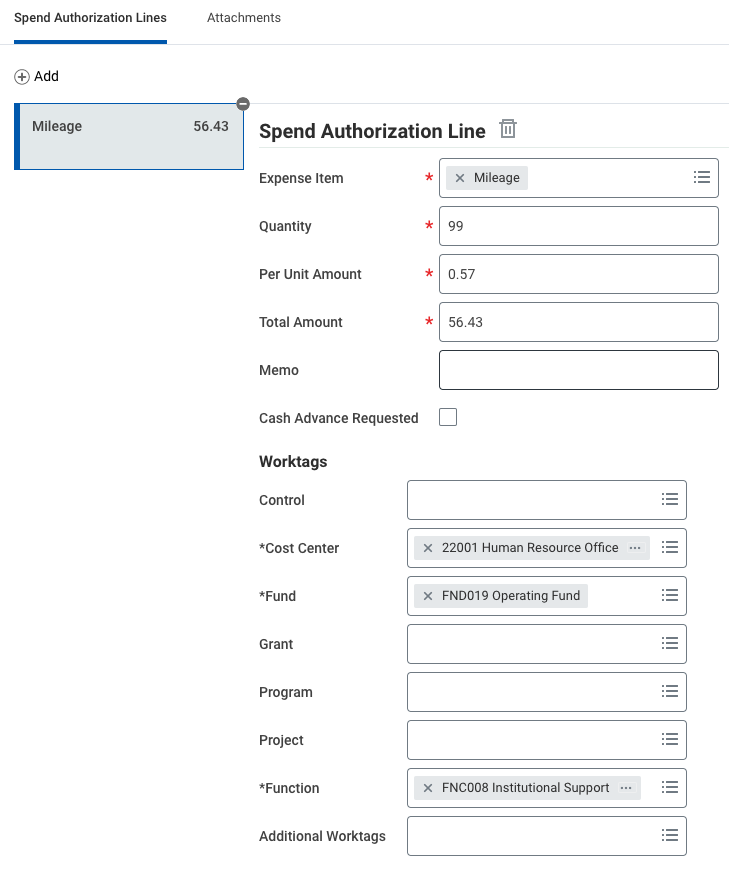 Spend Authorization Lines Attachments
Add
Mileage 56.43
Spend Authorization Line
Expense Item * Mileage
Quantity * 99
Per Unit Amount * 0.57
Total Amount * 56.43
Memo
Cash Advance Requested
Worktags
Control
*Cost Center 22001 Human Resource Office ...
*Fund FND019 Operating Fund
Grant
Program
Project
*Function FNC008 Institutional Support ...
Additional Worktags